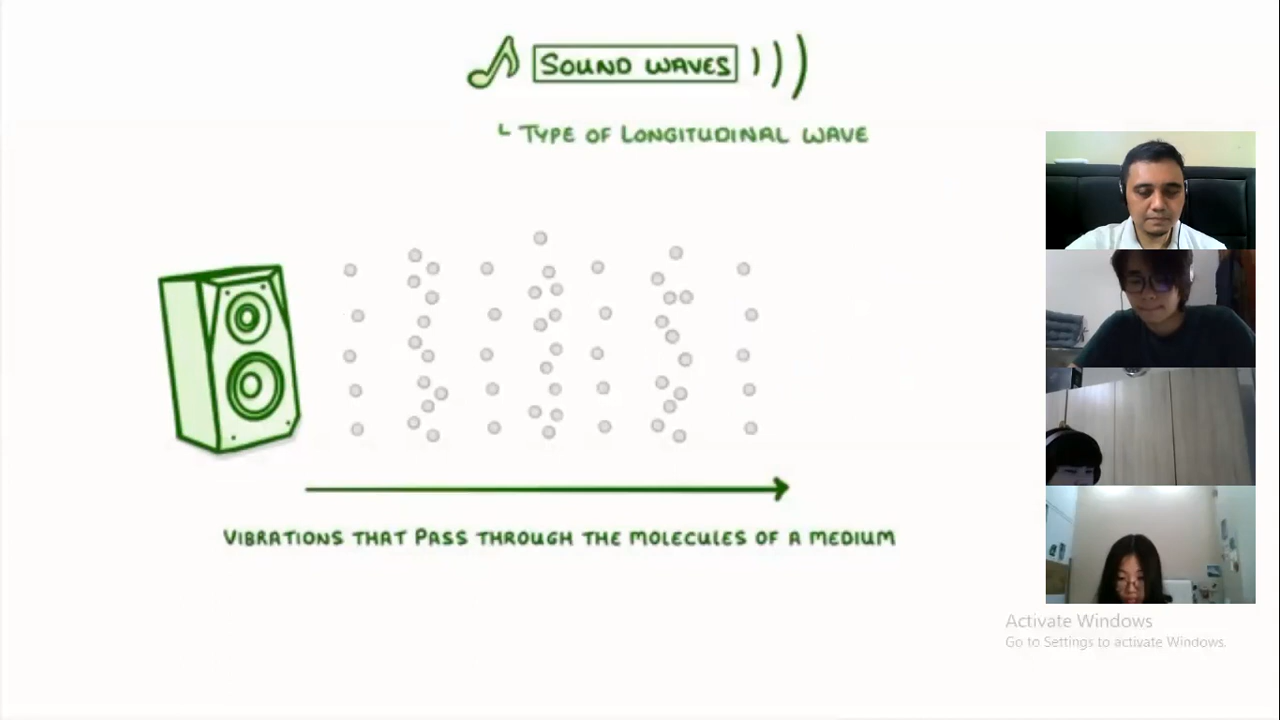 SOUND WAVES
TYPE OF LONGITUDINAL WAVE
VIBRATIONS THAT PASS THROUGH THE MOLECULES OF A MEDIUM
Activate Windows
Go to Settings to activate Windows.